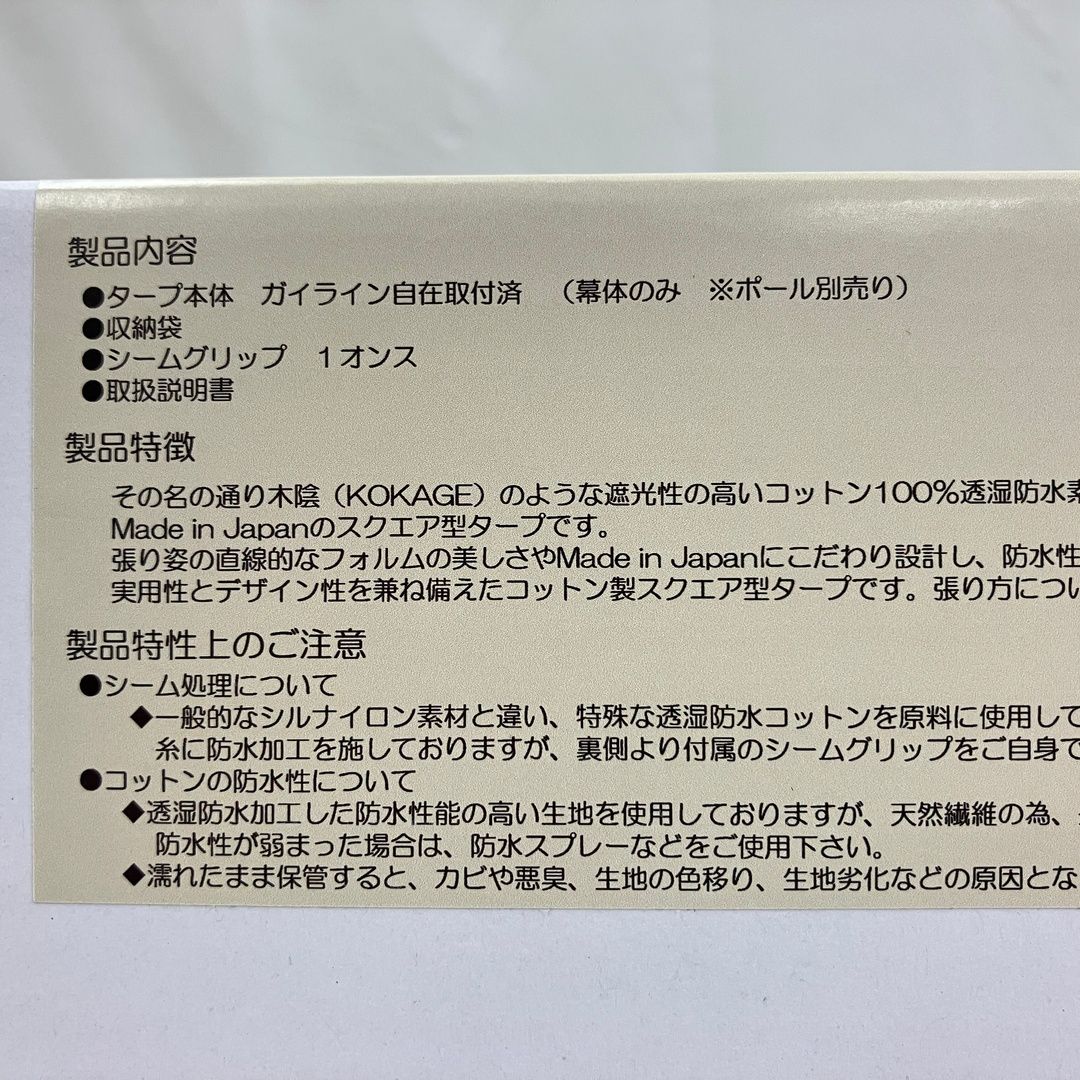 製品内容
●タープ本体　ガイライン自在取付済　（幕体のみ　※ポール別売り）
●収納袋
●シームグリップ　１オンス
●取扱説明書
製品特徴
その名の通り木陰（KOKAGE）のような遮光性の高いコットン100%透湿防水素
Made in Japanのスクエア型タープです。
張り姿の直線的なフォルムの美しさやMade in Japanにこだわり設計し、防水性
実用性とデザイン性を兼ね備えたコットン製スクエア型タープです。張り方につい
製品特性上のご注意
●シーム処理について
◆一般的なシルナイロン素材と違い、特殊な透湿防水コットンを原料に使用して
糸に防水加工を施しておりますが、裏側より付属のシームグリップをご自身で
●コットンの防水性について
◆透湿防水加工した防水性能の高い生地を使用しておりますが、天然繊維の為、
防水性が弱まった場合は、防水スプレーなどをご使用下さい。
◆濡れたまま保管すると、カビや悪臭、生地の色移り、生地劣化などの原因とな